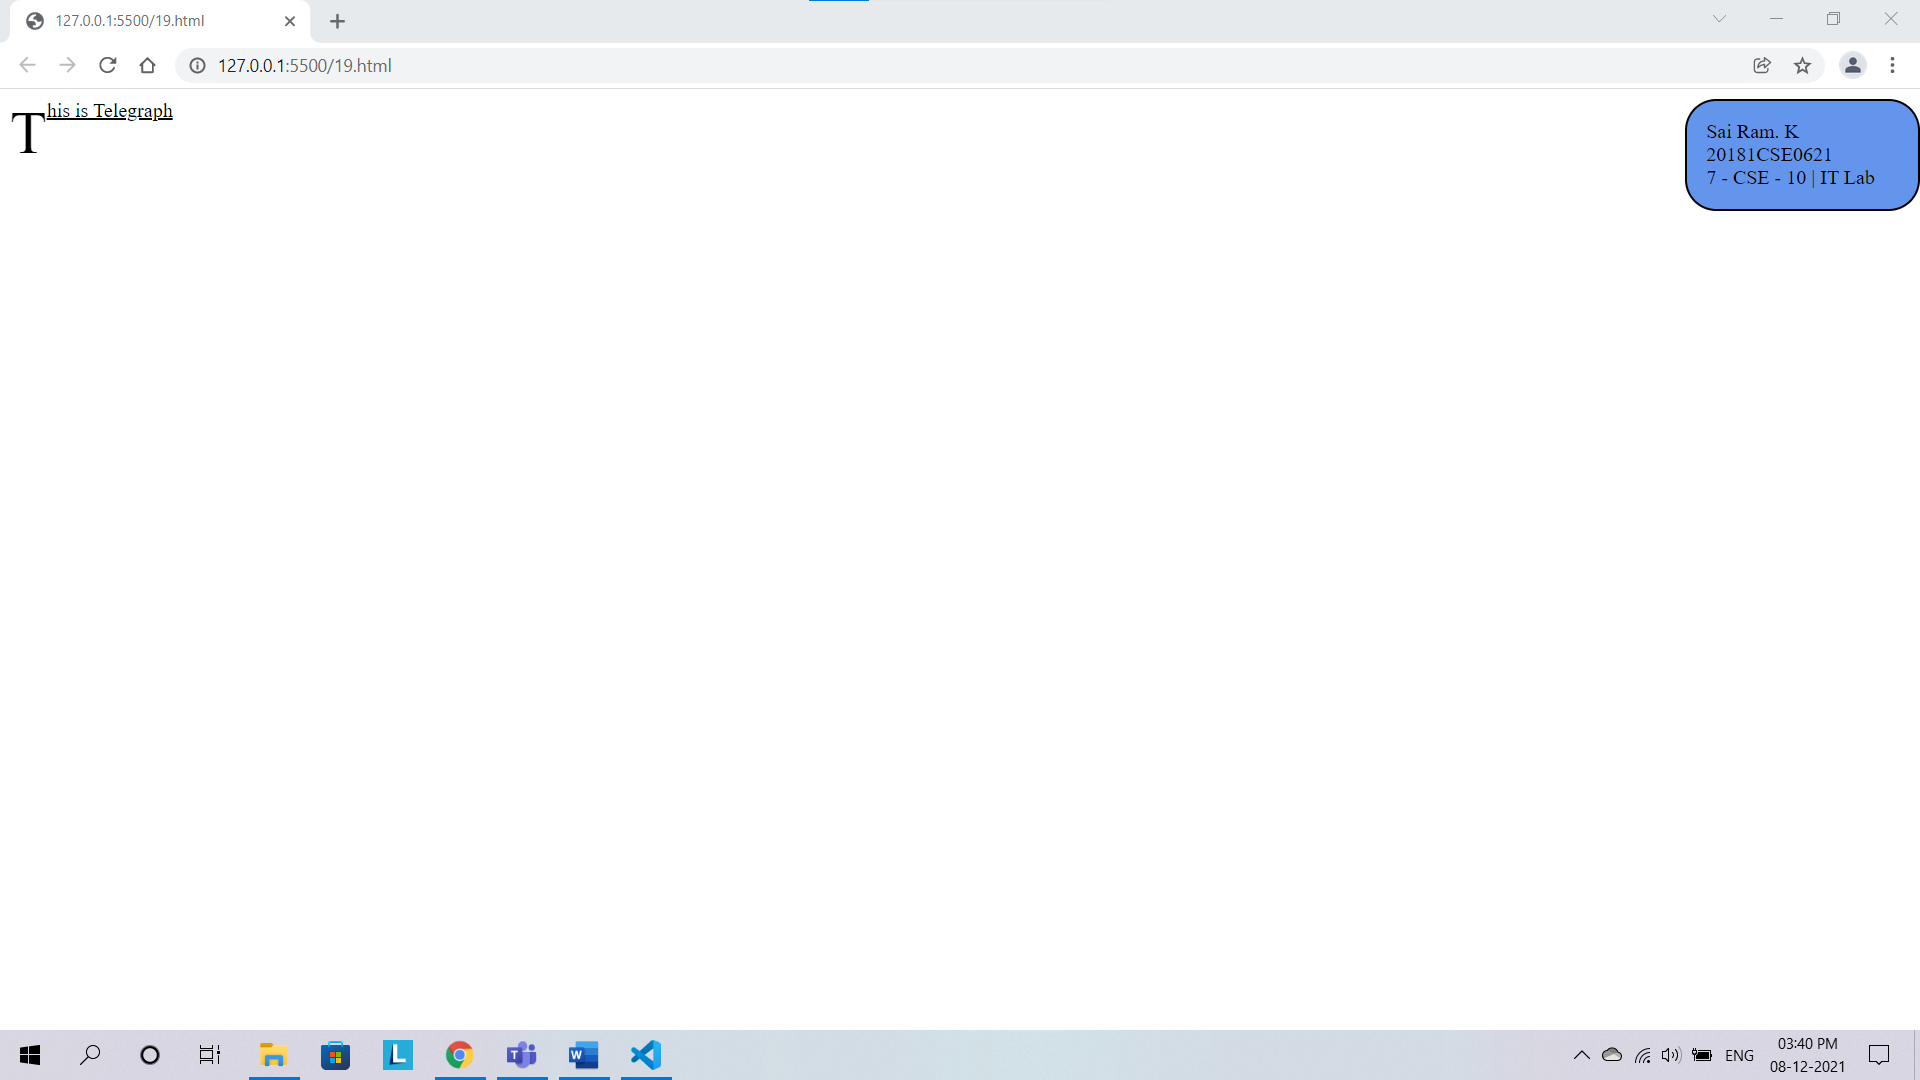 127.0.0.1:5500/19.html
127.0.0.1:5500/19.html
This is Telegraph
Sai Ram. K
20181CSE0621
7 - CSE - 10 | IT Lab
ENG
03:40 PM
08-12-2021